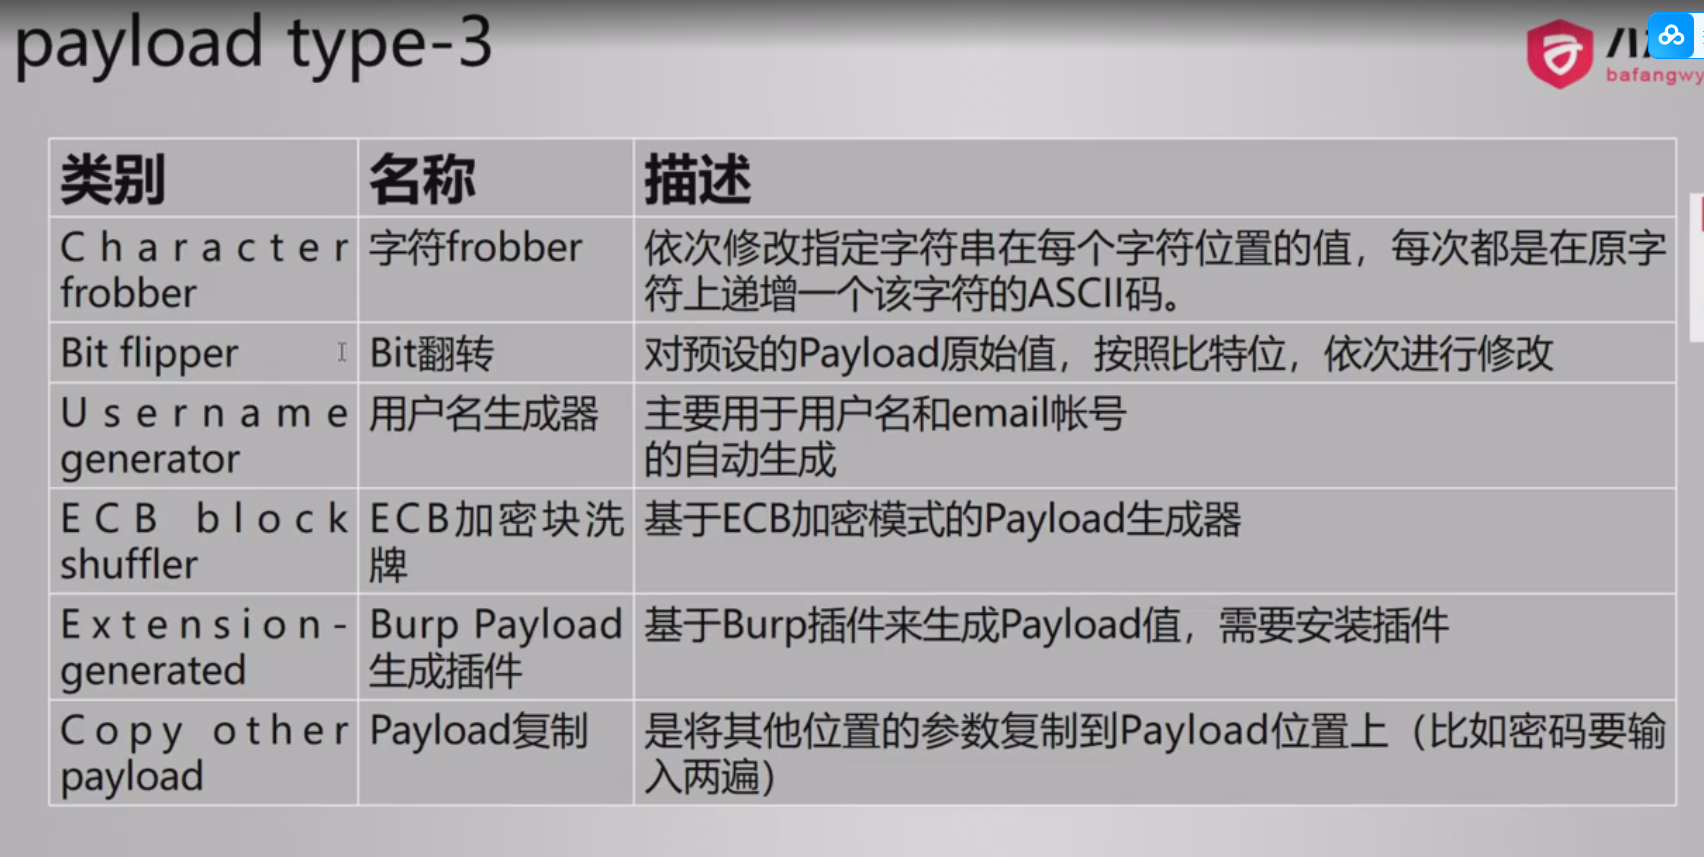 payload type-3
bafangwy
类别 名称 描述
Character 字符frobber 依次修改指定字符串在每个字符位置的值，每次都是在原字
frobber 符上递增一个该字符的ASCII码。
Bit flipper Bit翻转 对预设的Payload原始值，按照比特位，依次进行修改
Username 用户名生成器 主要用于用户名和email帐号
generator 的自动生成
ECB block ECB加密块洗 基于ECB加密模式的Payload生成器
shuffler 牌
Extension- Burp Payload 基于Burp插件来生成Payload值，需要安装插件
generated 生成插件
Copy other Payload复制 是将其他位置的参数复制到Payload位置上（比如密码要输
payload 入两遍）